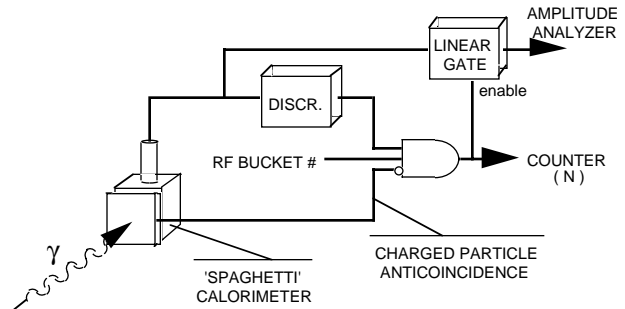 AMPLITUDE
ANALYZER
LINEAR
GATE
enable
DISCR.
RF BUCKET #
COUNTER
( N )
γ
'SPAGHETTI'
CALORIMETER
CHARGED PARTICLE
ANTICOINCIDENCE